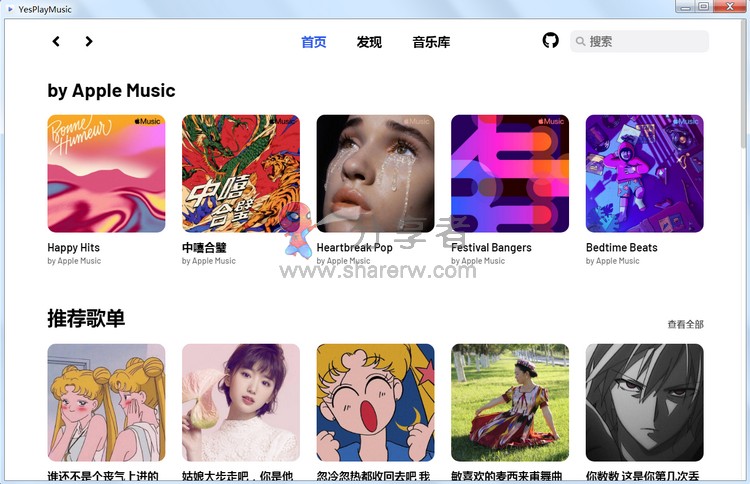 YesPlayMusic
首页 发现 音乐库 搜索
by Apple Music
Bonne Humeur
Music
Music
Music
Music
Music
中嘻合璧
分享者
www.sharerw.com
Happy Hits
中嘻合璧
Heartbreak Pop
Festival Bangers
Bedtime Beats
by Apple Music
by Apple Music
by Apple Music
by Apple Music
by Apple Music
推荐歌单
查看全部
谁还不是个丧气上进的
姑娘大步走吧，你是他
忽冷忽热都收回去吧 我
敏喜欢的麦西来甫舞曲
你数数 这是你第几次丢